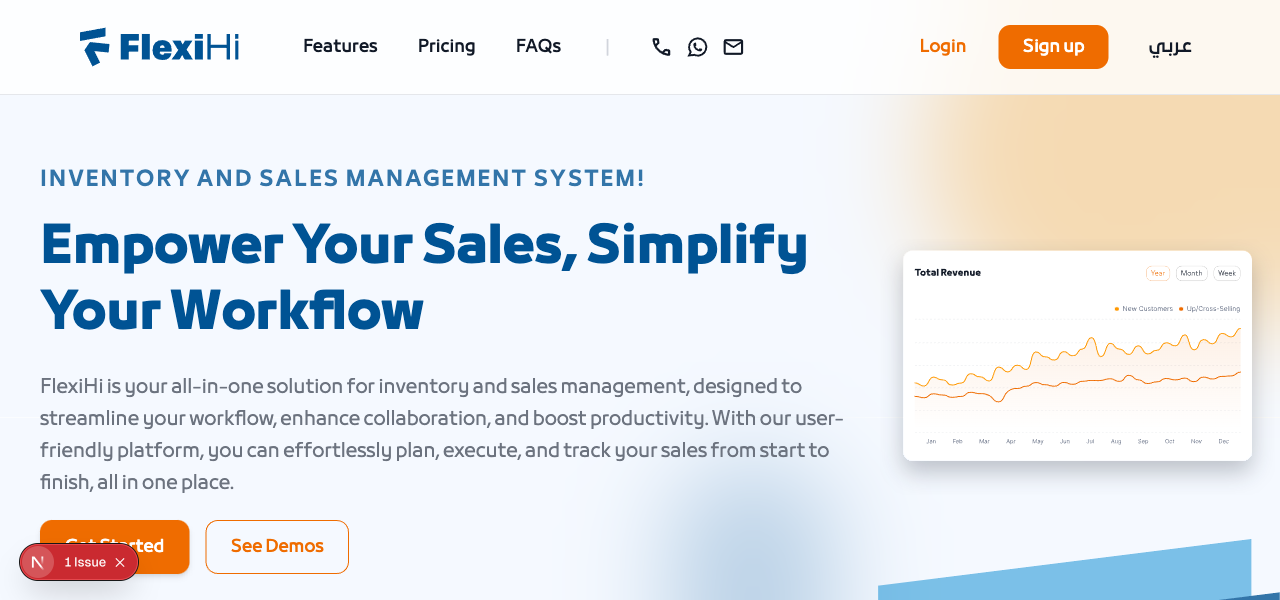 FlexiHi
Features
Pricing
FAQs
|
Login
Sign up
عربي
INVENTORY AND SALES MANAGEMENT SYSTEM!
Empower Your Sales, Simplify
Your Workflow
FlexiHi is your all-in-one solution for inventory and sales management, designed to
streamline your workflow, enhance collaboration, and boost productivity. With our user-
friendly platform, you can effortlessly plan, execute, and track your sales from start to
finish, all in one place.
Get Started
See Demos
N
1 Issue
Total Revenue
Year
Month
Week
New Customers
Up/Cross-Selling
Jan Feb Mar Apr May Jun Jul Aug Sep Oct Nov Dec